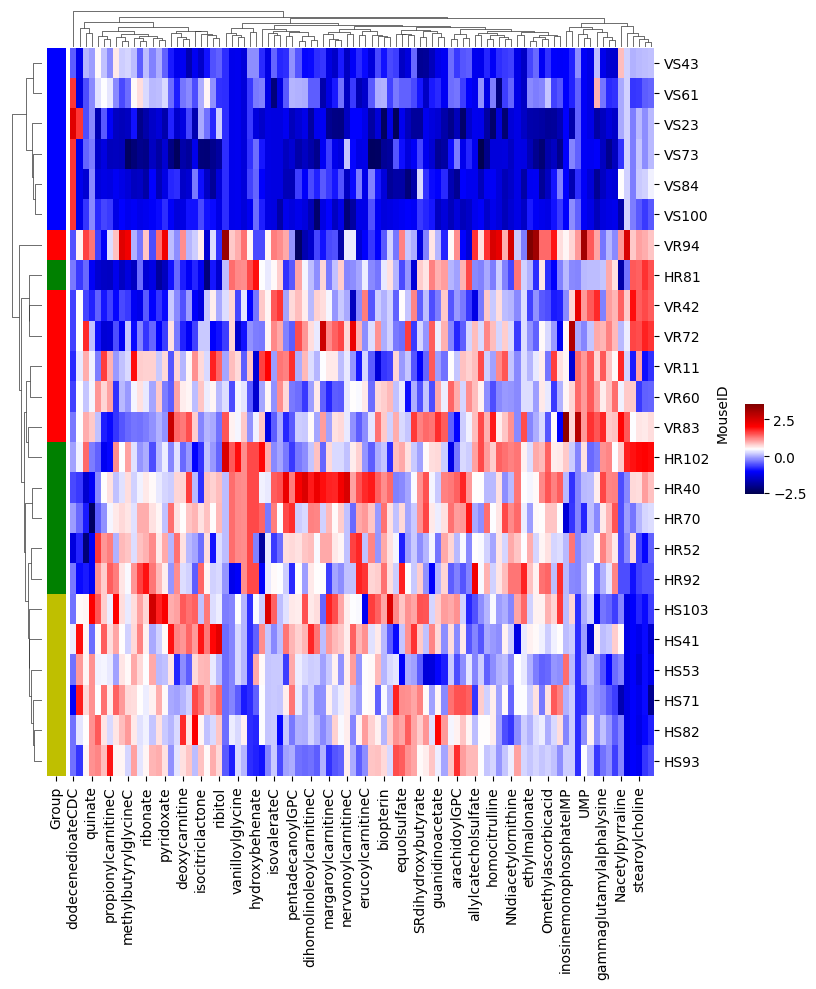 VS43
VS61
VS23
VS73
VS84
VS100
VR94
HR81
VR42
VR72
VR11
VR60
VR83
HR102
HR40
HR70
HR52
HR92
HS103
HS41
HS53
HS71
HS82
HS93
MouseID
2.5
0.0
−2.5
Group
dodecenedioateCDC
quinate
propionylcarnitineC
methylbutyrylglycineC
ribonate
pyridoxate
deoxycarnitine
isocitriclactone
ribitol
vanilloylglycine
hydroxybehenate
isovalerateC
pentadecanoylGPC
dihomolinoleoylcarnitineC
margaroylcarnitineC
nervonoylcarnitineC
erucoylcarnitineC
biopterin
equolsulfate
SRdihydroxybutyrate
guanidinoacetate
arachidoylGPC
allylcatecholsulfate
homocitrulline
NNdiacetylornithine
ethylmalonate
Omethylascorbicacid
inosinemonophosphateIMP
UMP
gammaglutamylalphalysine
Nacetylpyrraline
stearoylcholine